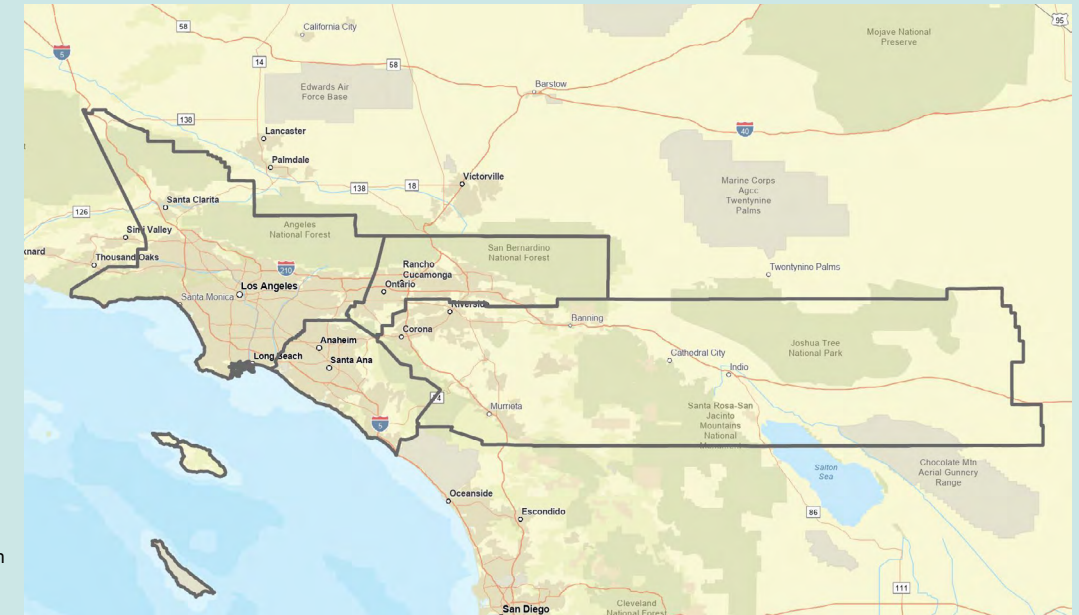 58
California City
95
5
14
58
Mojave National
Preserve
Edwards Air
Force Base
Barstow
138
Lancaster
40
Palmdale
138
18
Victorville
Marine Corps
Agcc
Twentynine
Palms
Santa Clarita
126
Angeles
National Forest
Simi Valley
San Bernardino
National Forest
xnard
Thousand Oaks
210
Rancho
Cucamonga
Twentynino Palms
Ontario
Los Angeles
Santa Monica
Riverside
Banning
Corona
Anaheim
Joshua Tree
National Park
Long Beach
Santa Ana
Cathedral City
Indio
74
Murrieta
Santa Rosa-San
Jacinto
Mountains
National
Monument
5
Chocolate Mtn
Aerial Gunnery
Range
Salton
Sea
Oceanside
Escondido
86
n
111
San Diego
Cleveland
National Forest